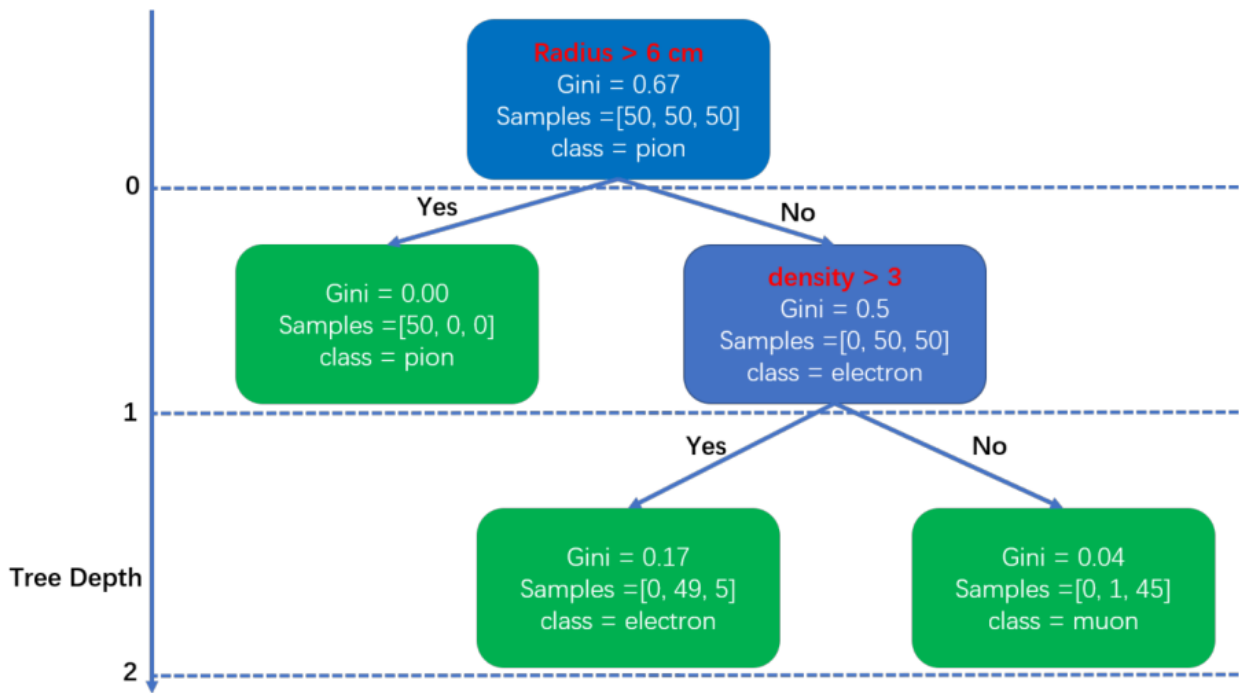 Radius > 6 cm
Gini = 0.67
Samples =[50, 50, 50]
class = pion
0
Yes
No
Gini = 0.00
Samples =[50, 0, 0]
class = pion
density > 3
Gini = 0.5
Samples =[0, 50, 50]
class = electron
1
Yes
No
Gini = 0.17
Samples =[0, 49, 5]
class = electron
Gini = 0.04
Samples =[0, 1, 45]
class = muon
Tree Depth
2